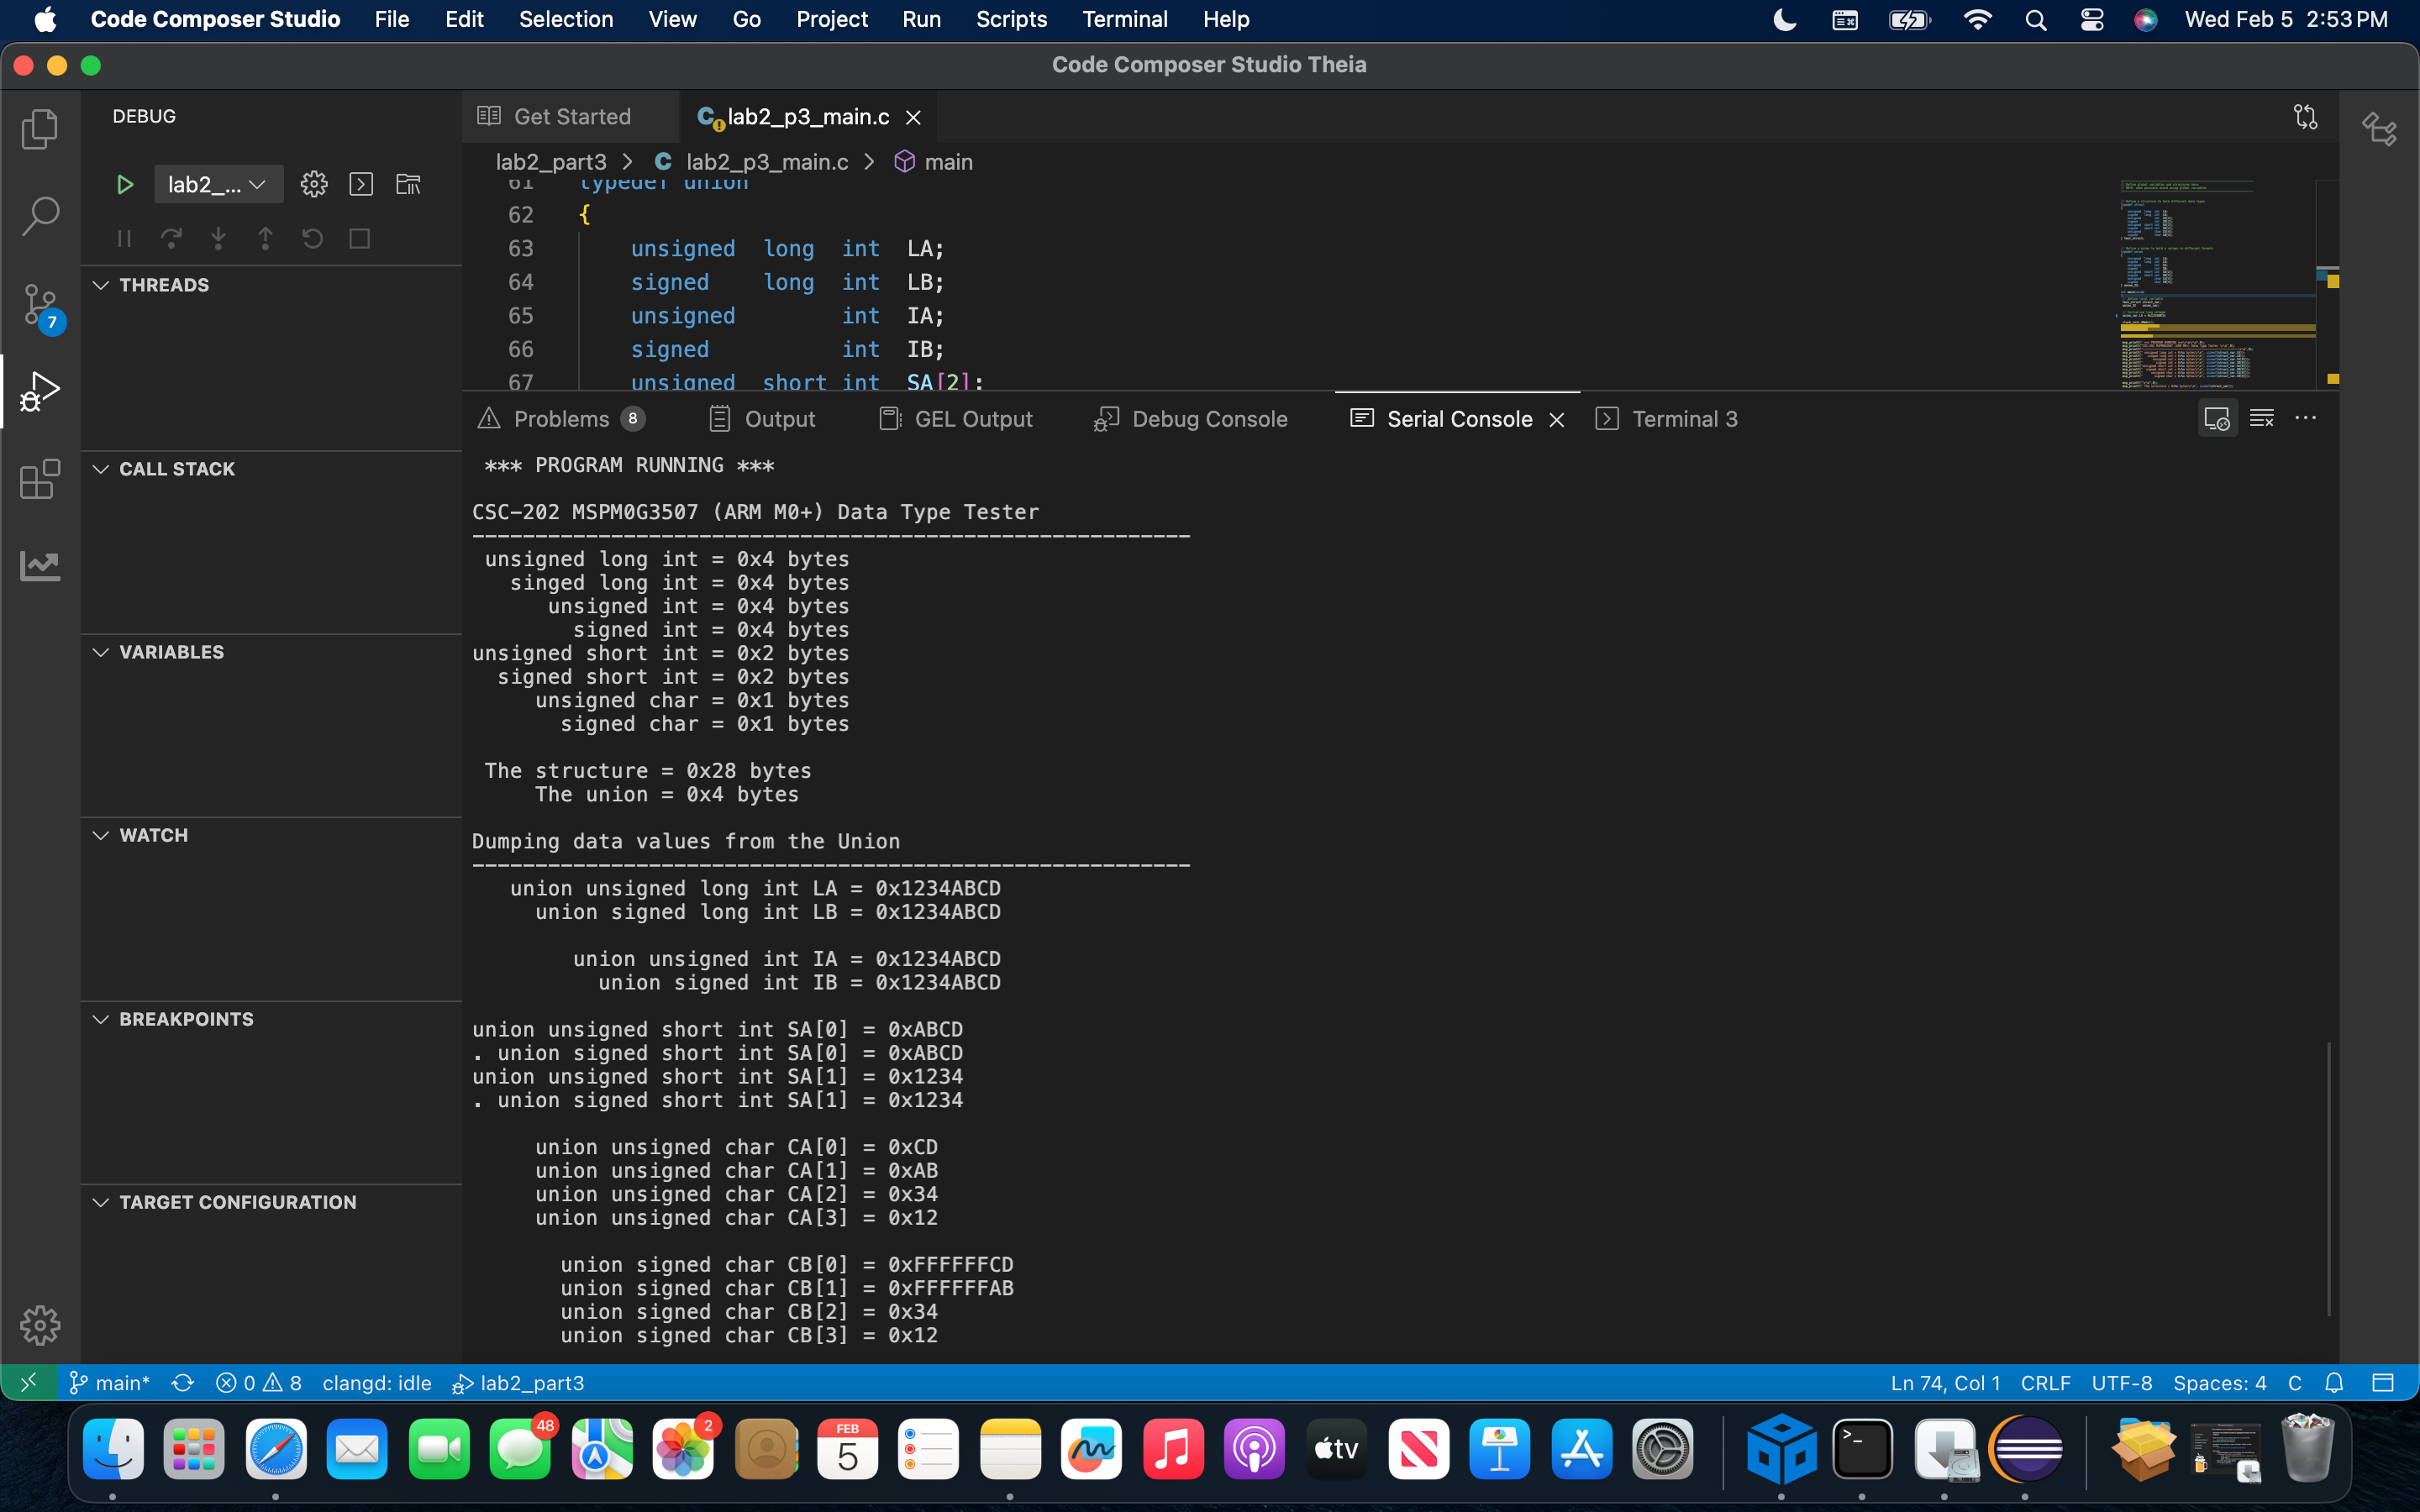 Code Composer Studio File Edit Selection View Go Project Run Scripts Terminal Help Wed Feb 5 2:53 PM
Code Composer Studio Theia
DEBUG
Get Started
lab2_p3_main.c
lab2_...
lab2_part3 > C lab2_p3_main.c > main
61 typedef union
62 {
63 unsigned long int LA;
64 signed long int LB;
65 unsigned int IA;
66 signed int IB;
67 unsigned short int SA[2];
7
THREADS
CALL STACK
VARIABLES
WATCH
BREAKPOINTS
TARGET CONFIGURATION
Problems 8 Output GEL Output Debug Console Serial Console Terminal 3
*** PROGRAM RUNNING ***
CSC-202 MSPM0G3507 (ARM M0+) Data Type Tester
---------------------------------------------------------
unsigned long int = 0x4 bytes
singed long int = 0x4 bytes
unsigned int = 0x4 bytes
signed int = 0x4 bytes
unsigned short int = 0x2 bytes
signed short int = 0x2 bytes
unsigned char = 0x1 bytes
signed char = 0x1 bytes
The structure = 0x28 bytes
The union = 0x4 bytes
Dumping data values from the Union
---------------------------------------------------------
union unsigned long int LA = 0x1234ABCD
union signed long int LB = 0x1234ABCD
union unsigned int IA = 0x1234ABCD
union signed int IB = 0x1234ABCD
union unsigned short int SA[0] = 0xABCD
. union signed short int SA[0] = 0xABCD
union unsigned short int SA[1] = 0x1234
. union signed short int SA[1] = 0x1234
union unsigned char CA[0] = 0xCD
union unsigned char CA[1] = 0xAB
union unsigned char CA[2] = 0x34
union unsigned char CA[3] = 0x12
union signed char CB[0] = 0xFFFFFFCD
union signed char CB[1] = 0xFFFFFFAB
union signed char CB[2] = 0x34
union signed char CB[3] = 0x12
main* 0 8 clangd: idle lab2_part3 Ln 74, Col 1 CRLF UTF-8 Spaces: 4 C
48
2
FEB
5
tv